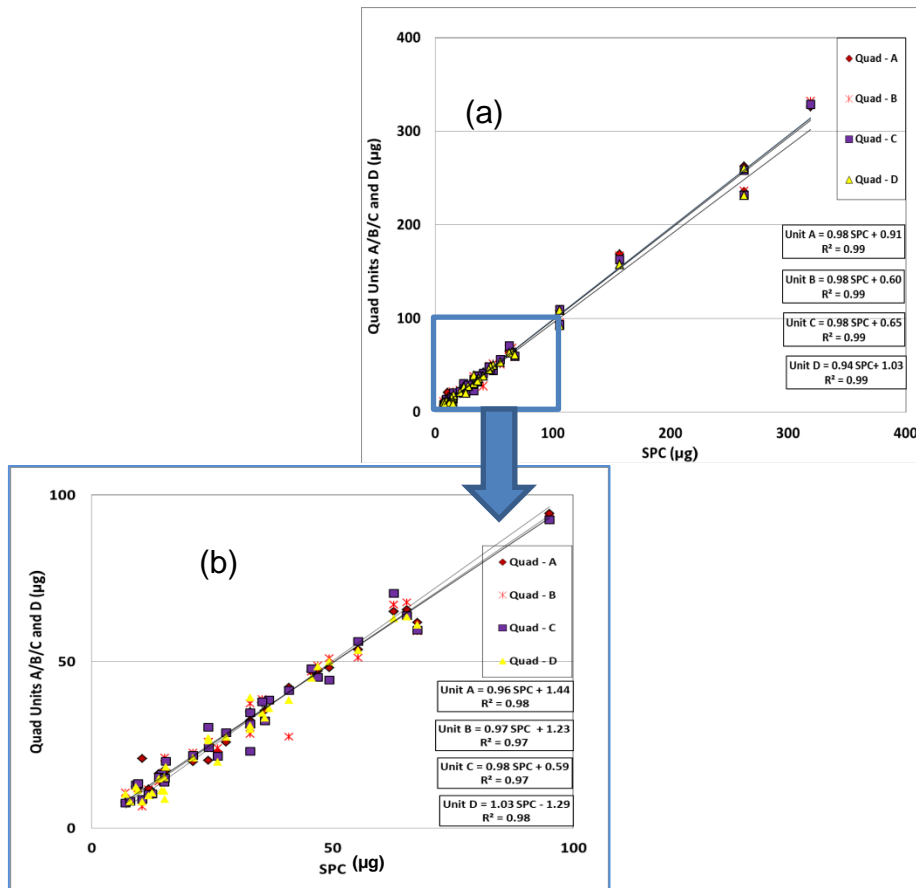 400
300
200
100
0
Quad Units A/B/C and D (µg)
(a)
Quad - A
Quad - B
Quad - C
Quad - D
Unit A = 0.98 SPC + 0.91
R² = 0.99
Unit B = 0.98 SPC + 0.60
R² = 0.99
Unit C = 0.98 SPC + 0.65
R² = 0.99
Unit D = 0.94 SPC+ 1.03
R² = 0.99
0 100 200 300 400
SPC (µg)
100
50
0
Quad Units A/B/C and D (µg)
(b)
Quad - A
Quad - B
Quad - C
Quad - D
Unit A = 0.96 SPC + 1.44
R² = 0.98
Unit B = 0.97 SPC + 1.23
R² = 0.97
Unit C = 0.98 SPC + 0.59
R² = 0.97
Unit D = 1.03 SPC - 1.29
R² = 0.98
0 50 100
SPC (µg)